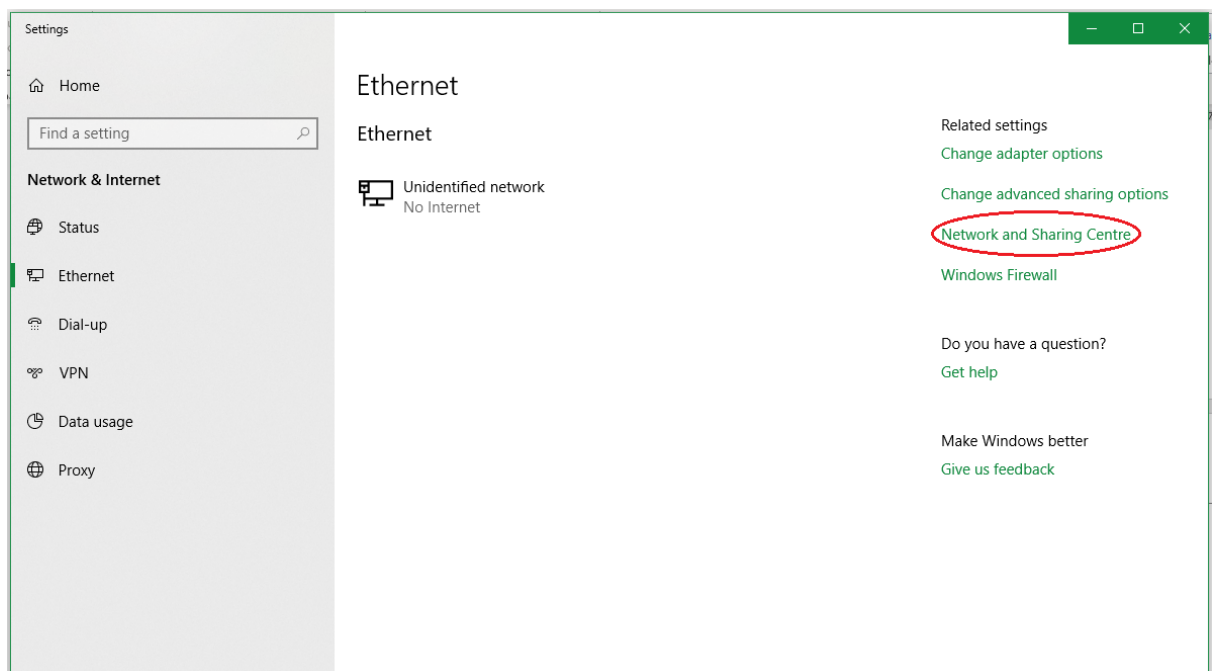 Settings
Home
Find a setting
Network & Internet
Status
Ethernet
Dial-up
VPN
Data usage
Proxy
Ethernet
Ethernet
Unidentified network
No Internet
Related settings
Change adapter options
Change advanced sharing options
Network and Sharing Centre
Windows Firewall
Do you have a question?
Get help
Make Windows better
Give us feedback